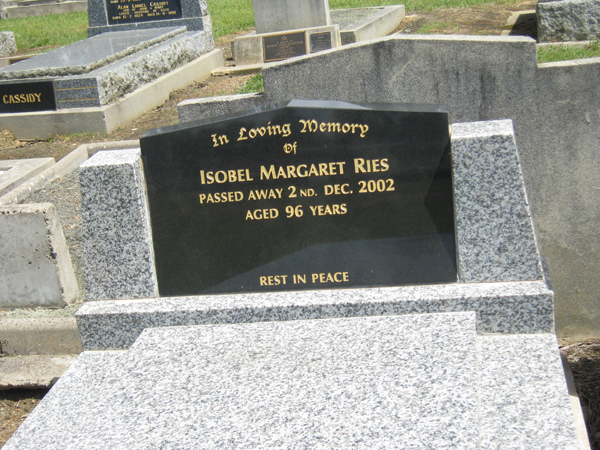 In Loving Memory
Of
ISOBEL MARGARET RIES
PASSED AWAY 2ND. DEC. 2002
AGED 96 YEARS
REST IN PEACE
CASSIDY